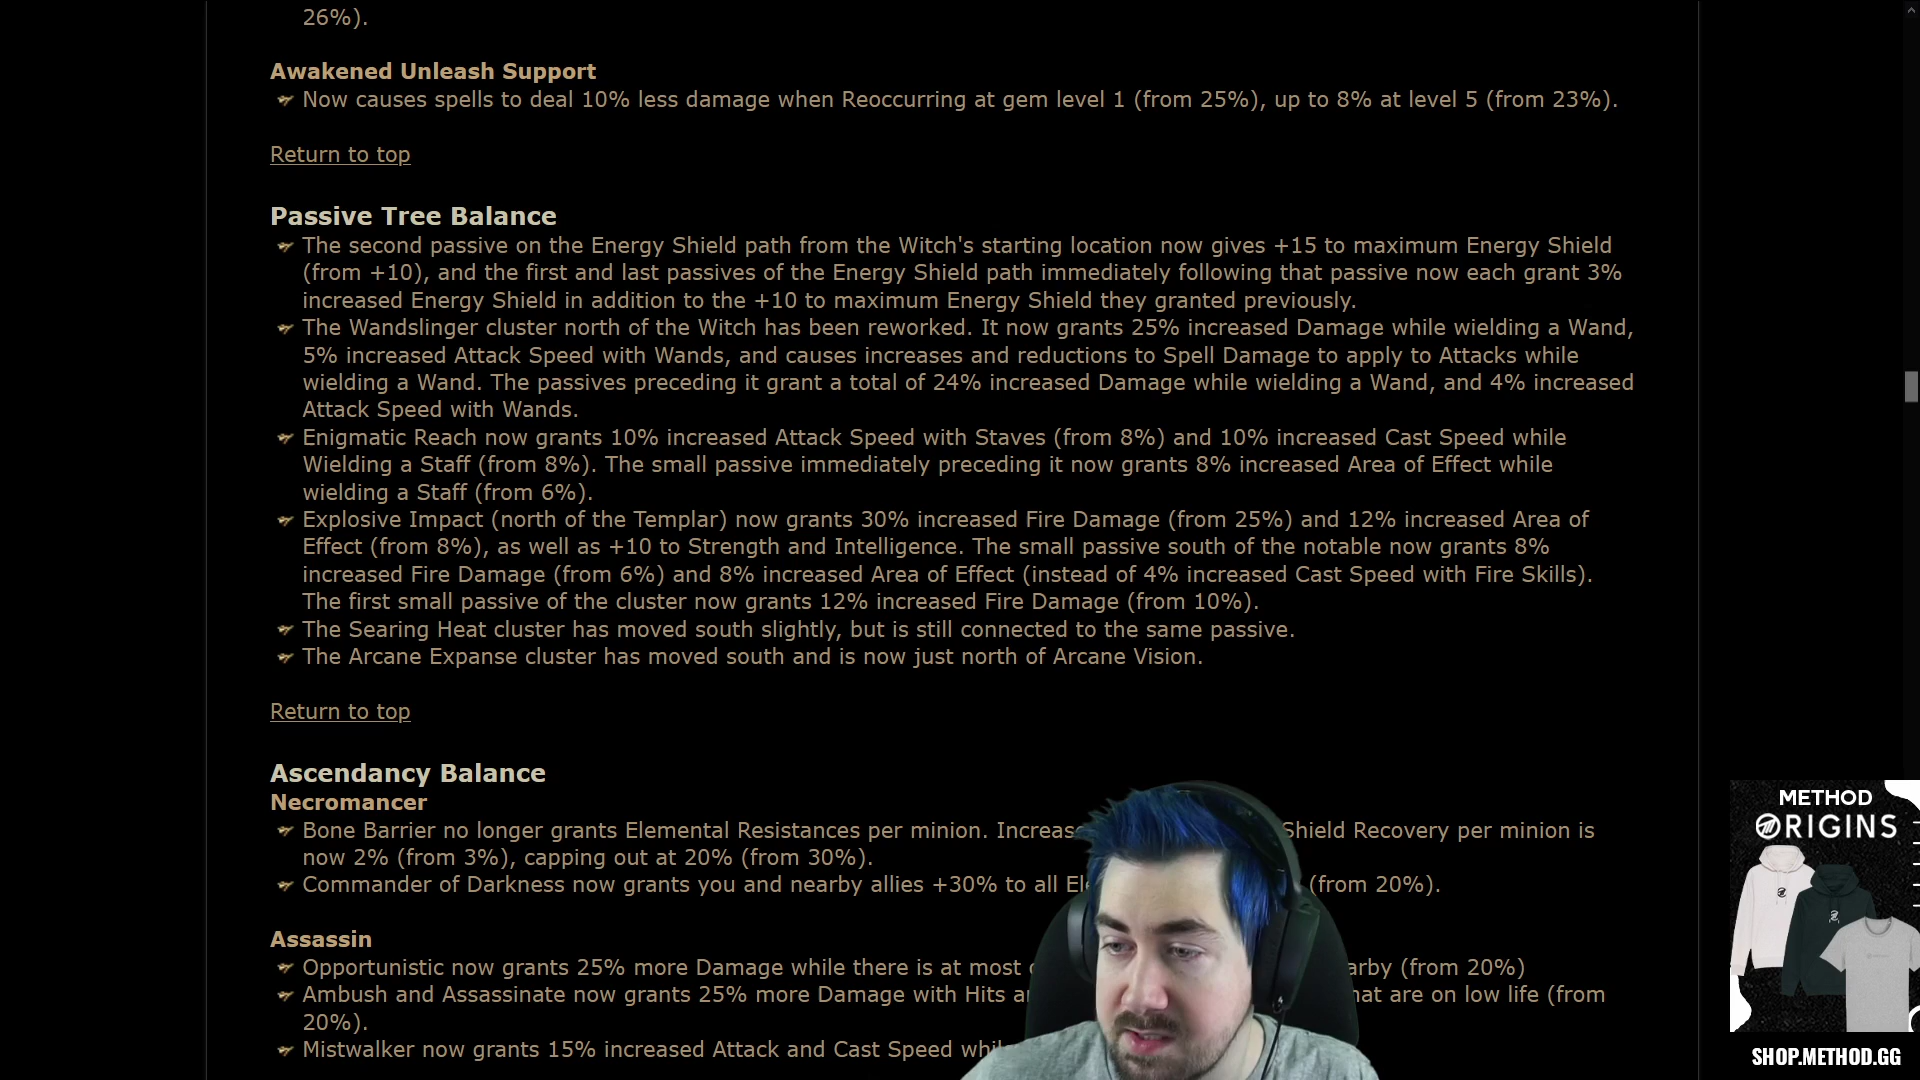 26%).
Awakened Unleash Support
Now causes spells to deal 10% less damage when Reoccurring at gem level 1 (from 25%), up to 8% at level 5 (from 23%).
Return to top
Passive Tree Balance
The second passive on the Energy Shield path from the Witch's starting location now gives +15 to maximum Energy Shield
(from +10), and the first and last passives of the Energy Shield path immediately following that passive now each grant 3%
increased Energy Shield in addition to the +10 to maximum Energy Shield they granted previously.
The Wandslinger cluster north of the Witch has been reworked. It now grants 25% increased Damage while wielding a Wand,
5% increased Attack Speed with Wands, and causes increases and reductions to Spell Damage to apply to Attacks while
wielding a Wand. The passives preceding it grant a total of 24% increased Damage while wielding a Wand, and 4% increased
Attack Speed with Wands.
Enigmatic Reach now grants 10% increased Attack Speed with Staves (from 8%) and 10% increased Cast Speed while
Wielding a Staff (from 8%). The small passive immediately preceding it now grants 8% increased Area of Effect while
wielding a Staff (from 6%).
Explosive Impact (north of the Templar) now grants 30% increased Fire Damage (from 25%) and 12% increased Area of
Effect (from 8%), as well as +10 to Strength and Intelligence. The small passive south of the notable now grants 8%
increased Fire Damage (from 6%) and 8% increased Area of Effect (instead of 4% increased Cast Speed with Fire Skills).
The first small passive of the cluster now grants 12% increased Fire Damage (from 10%).
The Searing Heat cluster has moved south slightly, but is still connected to the same passive.
The Arcane Expanse cluster has moved south and is now just north of Arcane Vision.
Return to top
Ascendancy Balance
Necromancer
Bone Barrier no longer grants Elemental Resistances per minion. Shield Recovery per minion is
now 2% (from 3%), capping out at 20% (from 30%).
Commander of Darkness now grants you and nearby allies +30% to all (from 20%).
Assassin
Opportunistic now grants 25% more Damage while there is at most (from 20%)
Ambush and Assassinate now grants 25% more Damage with Hits are on low life (from
20%).
Mistwalker now grants 15% increased Attack and Cast Speed
METHOD
ORIGINS
SHOP.METHOD.GG